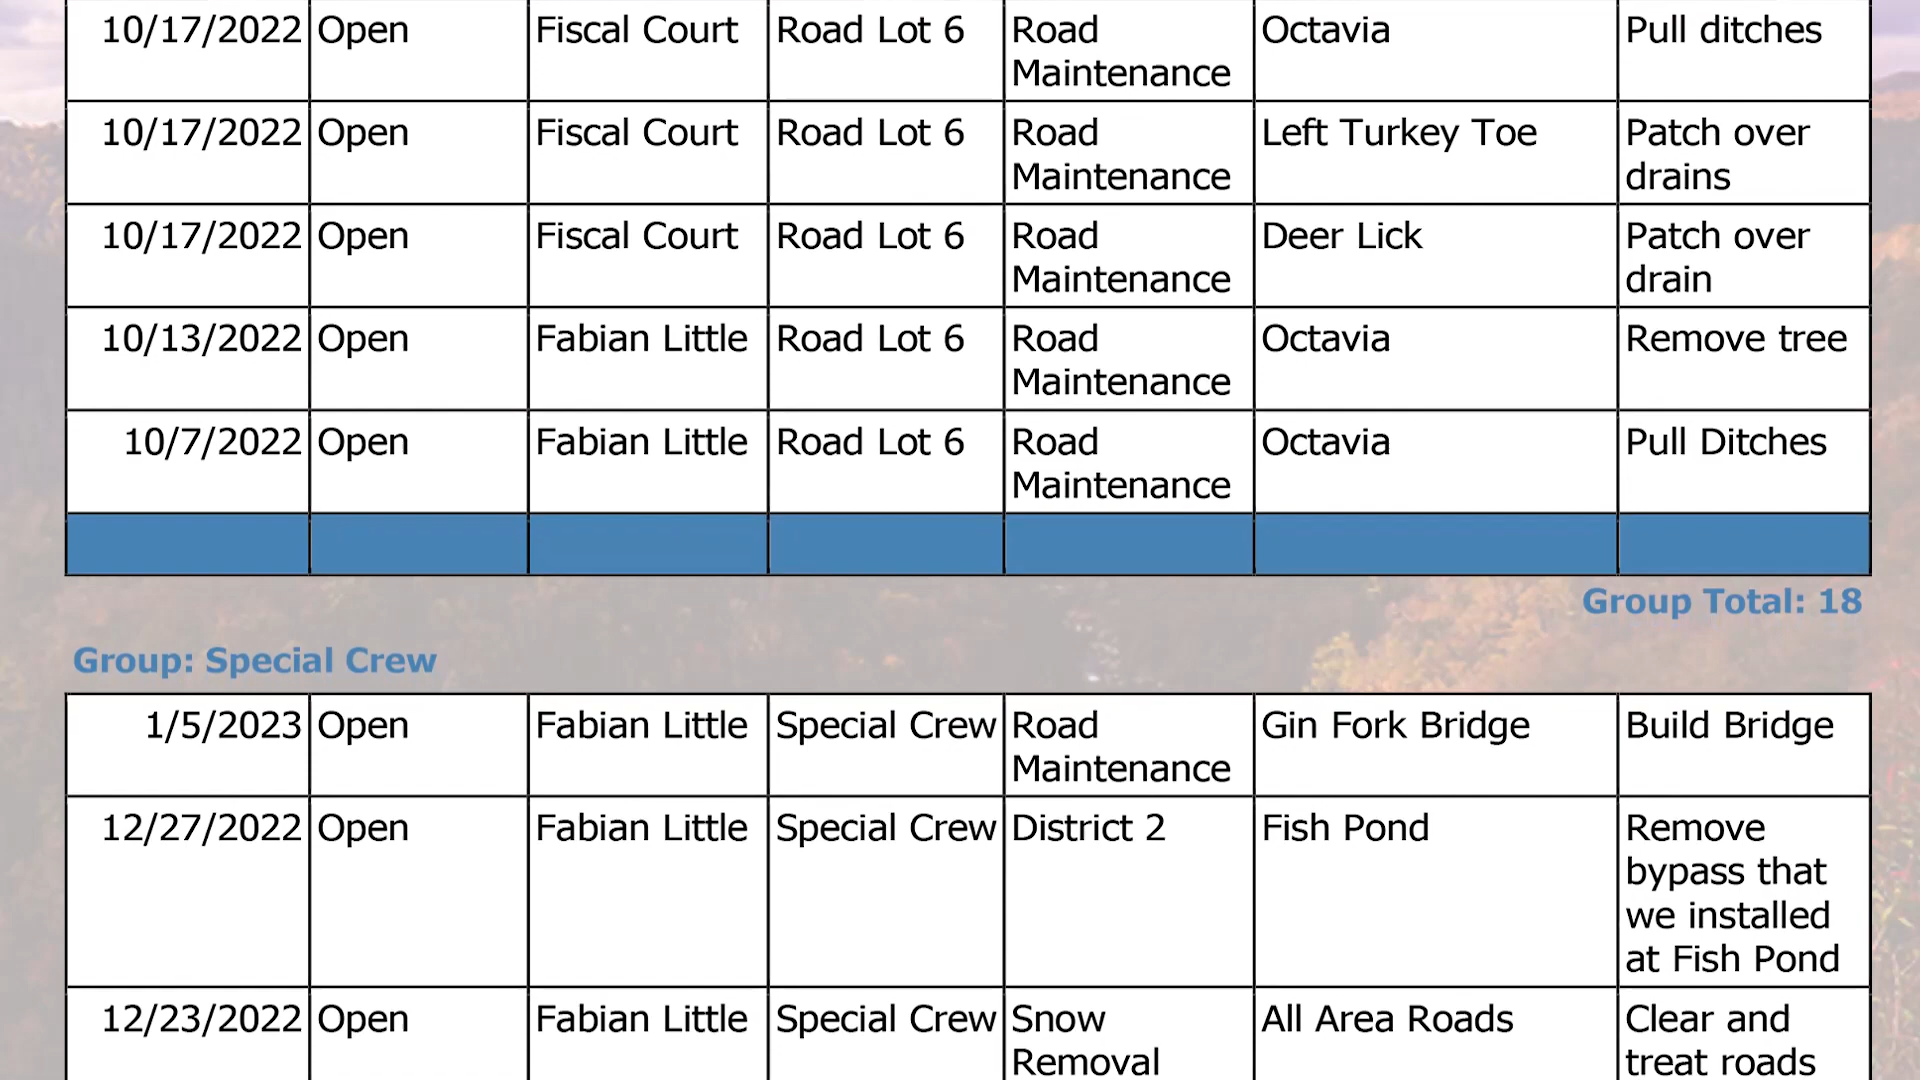 10/17/2022 Open Fiscal Court Road Lot 6 Road Octavia Pull ditches
Maintenance
10/17/2022 Open Fiscal Court Road Lot 6 Road Left Turkey Toe Patch over
Maintenance drains
10/17/2022 Open Fiscal Court Road Lot 6 Road Deer Lick Patch over
Maintenance drain
10/13/2022 Open Fabian Little Road Lot 6 Road Octavia Remove tree
Maintenance
10/7/2022 Open Fabian Little Road Lot 6 Road Octavia Pull Ditches
Maintenance
Group Total: 18
Group: Special Crew
1/5/2023 Open Fabian Little Special Crew Road Gin Fork Bridge Build Bridge
Maintenance
12/27/2022 Open Fabian Little Special Crew District 2 Fish Pond Remove
bypass that
we installed
at Fish Pond
12/23/2022 Open Fabian Little Special Crew Snow All Area Roads Clear and
Removal treat roads